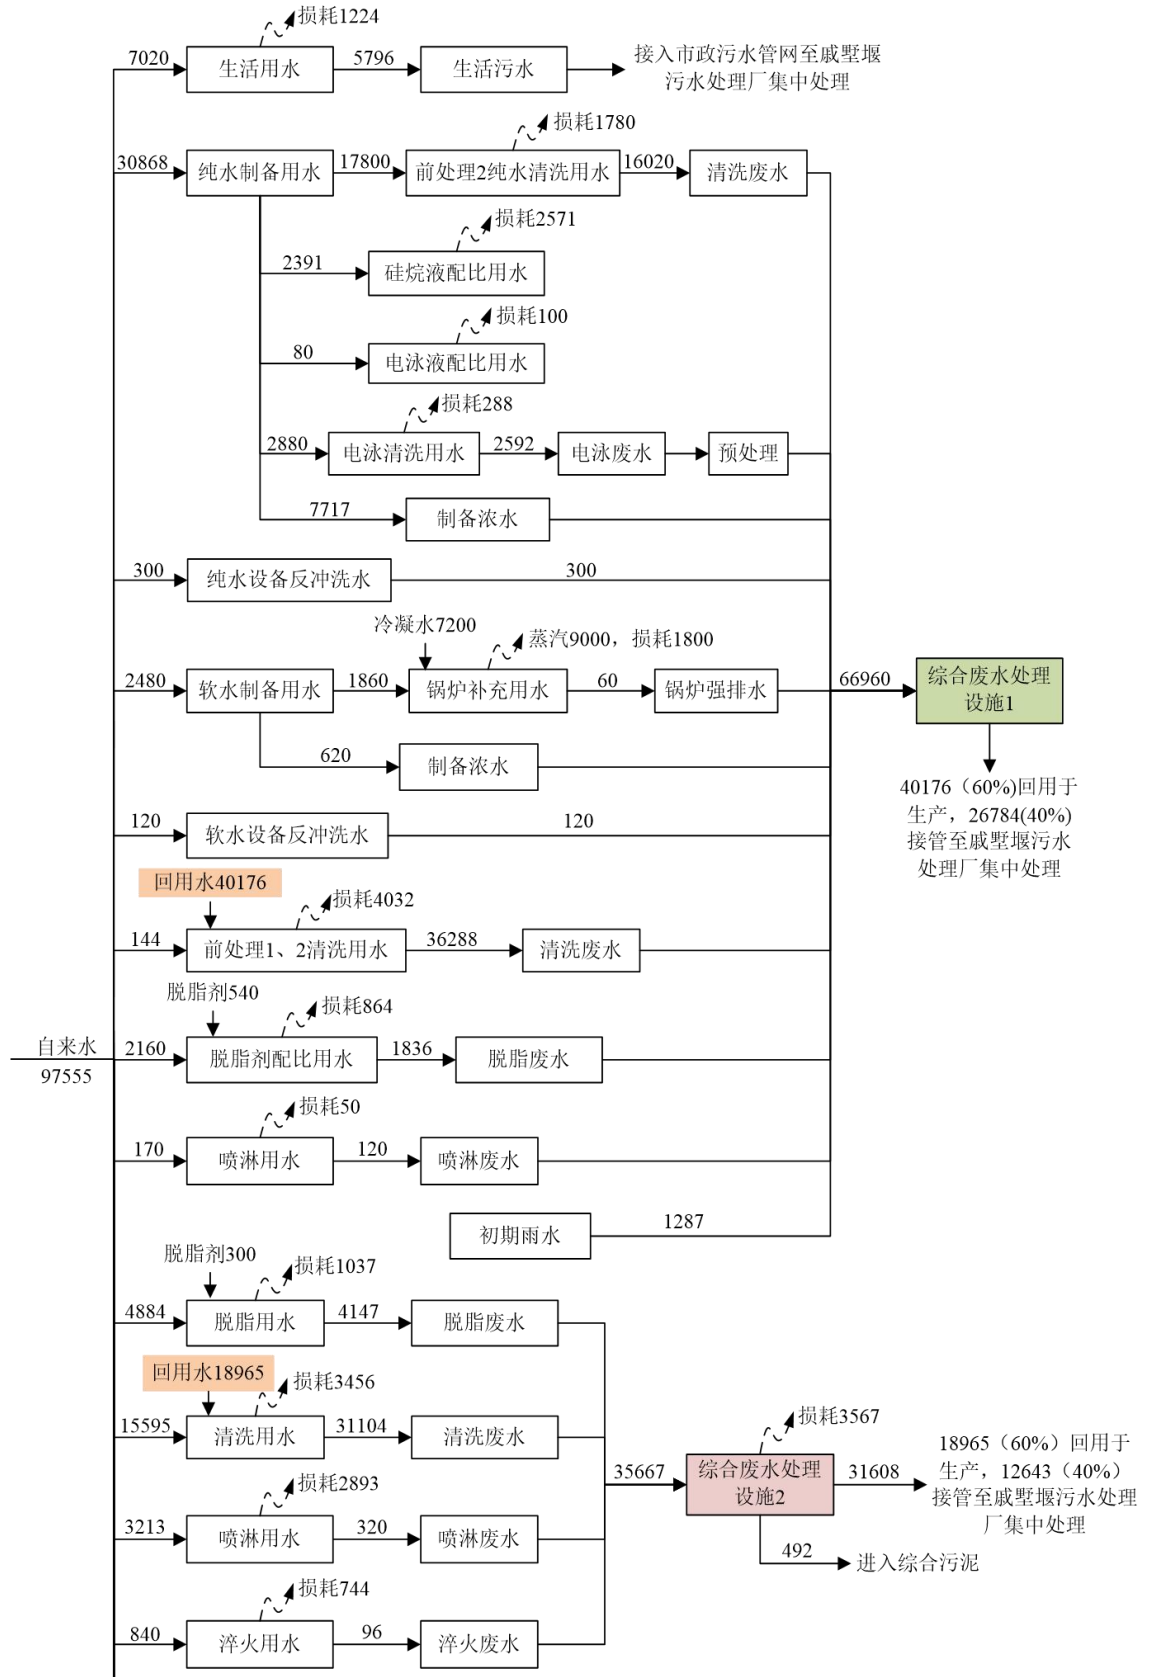 损耗1224
7020
生活用水
5796
生活污水
接入市政污水管网至戚墅堰
污水处理厂集中处理
损耗1780
30868
纯水制备用水
17800
前处理2纯水清洗用水
16020
清洗废水
损耗2571
2391
硅烷液配比用水
损耗100
80
电泳液配比用水
损耗288
2880
电泳清洗用水
2592
电泳废水
预处理
7717
制备浓水
300
纯水设备反冲洗水
300
冷凝水7200
蒸汽9000，损耗1800
2480
软水制备用水
1860
锅炉补充用水
60
锅炉强排水
66960
综合废水处理
设施1
620
制备浓水
40176（60%)回用于
生产，26784(40%)
接管至戚墅堰污水
处理厂集中处理
120
软水设备反冲洗水
120
回用水40176
损耗4032
144
前处理1、2清洗用水
36288
清洗废水
脱脂剂540
损耗864
自来水
97555
2160
脱脂剂配比用水
1836
脱脂废水
损耗50
170
喷淋用水
120
喷淋废水
初期雨水
1287
脱脂剂300
损耗1037
4884
脱脂用水
4147
脱脂废水
回用水18965
损耗3456
15595
清洗用水
31104
清洗废水
损耗3567
35667
综合废水处理
设施2
31608
18965（60%）回用于
生产，12643（40%）
接管至戚墅堰污水处理
厂集中处理
损耗2893
3213
喷淋用水
320
喷淋废水
492
进入综合污泥
损耗744
840
淬火用水
96
淬火废水